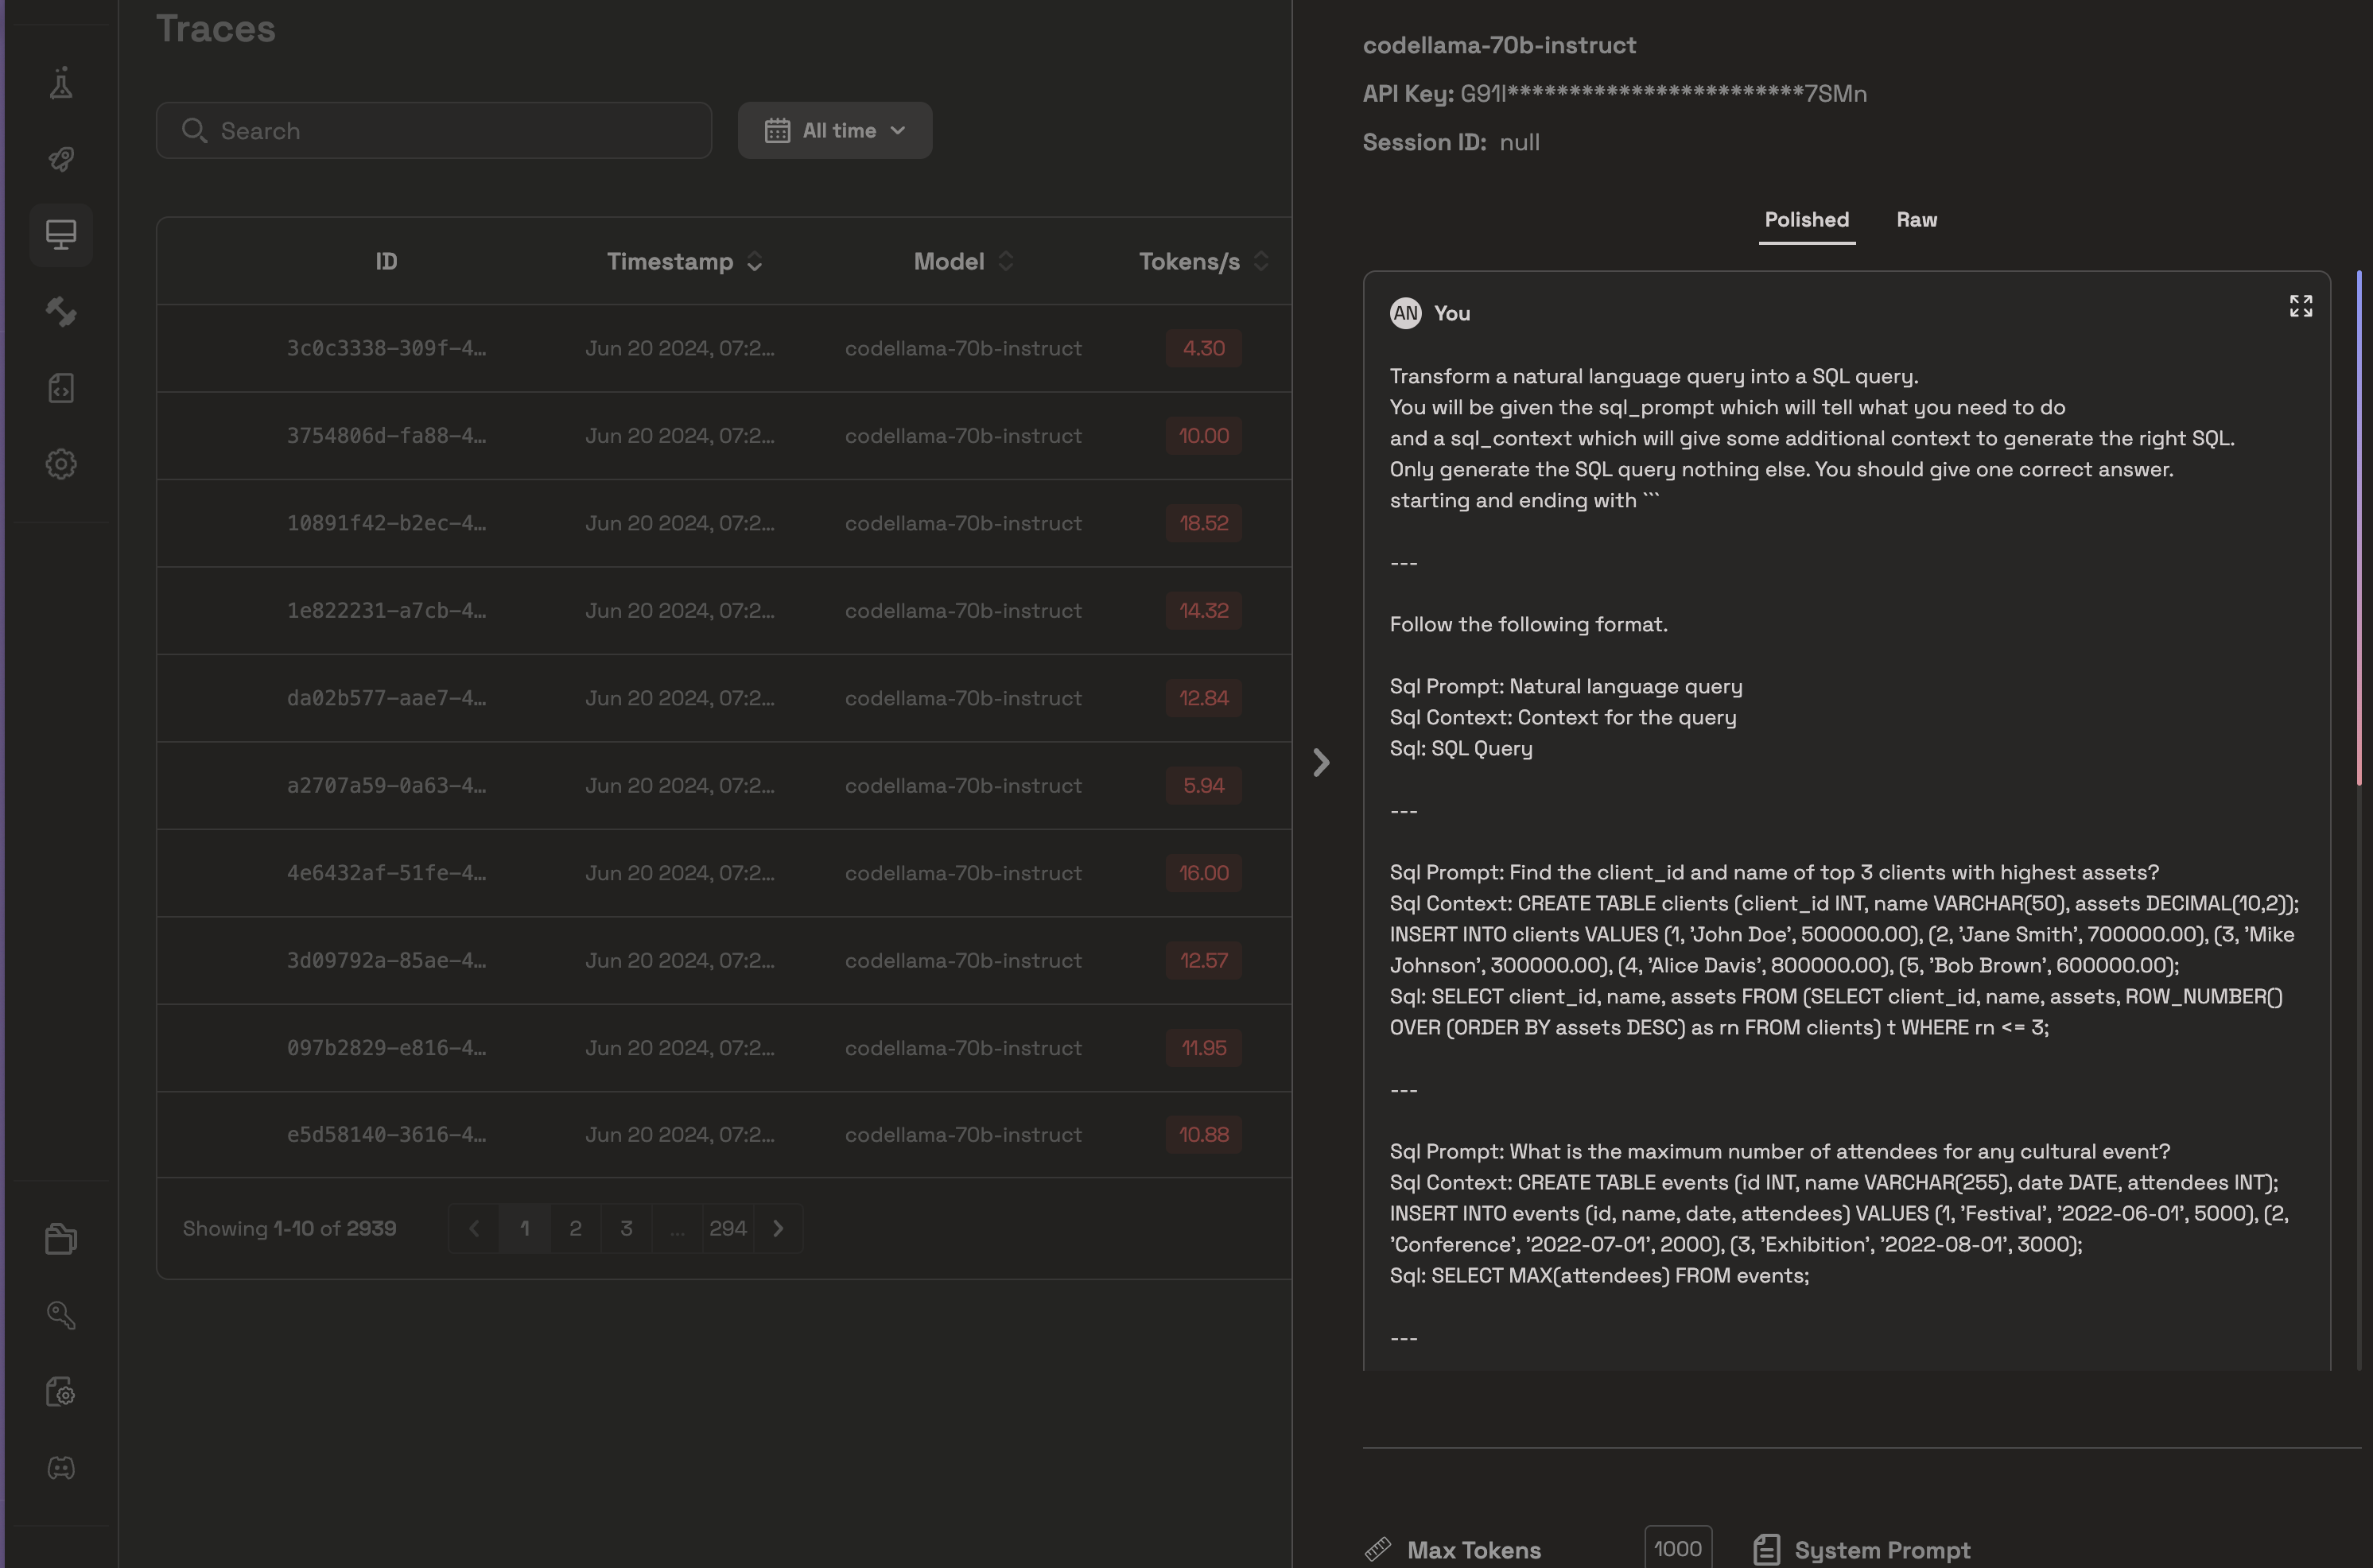 Traces
Search
All time
ID Timestamp Model Tokens/s
3c0c3338-309f-4… Jun 20 2024, 07:2… codellama-70b-instruct 4.30
3754806d-fa88-4… Jun 20 2024, 07:2… codellama-70b-instruct 10.00
10891f42-b2ec-4… Jun 20 2024, 07:2… codellama-70b-instruct 18.52
1e822231-a7cb-4… Jun 20 2024, 07:2… codellama-70b-instruct 14.32
da02b577-aae7-4… Jun 20 2024, 07:2… codellama-70b-instruct 12.84
a2707a59-0a63-4… Jun 20 2024, 07:2… codellama-70b-instruct 5.94
4e6432af-51fe-4… Jun 20 2024, 07:2… codellama-70b-instruct 16.00
3d09792a-85ae-4… Jun 20 2024, 07:2… codellama-70b-instruct 12.57
097b2829-e816-4… Jun 20 2024, 07:2… codellama-70b-instruct 11.95
e5d58140-3616-4… Jun 20 2024, 07:2… codellama-70b-instruct 10.88
Showing 1-10 of 2939 1 2 3 … 294
codellama-70b-instruct
API Key: G91l************************7SMn
Session ID: null
Polished Raw
AN You
Transform a natural language query into a SQL query.
You will be given the sql_prompt which will tell what you need to do
and a sql_context which will give some additional context to generate the right SQL.
Only generate the SQL query nothing else. You should give one correct answer.
starting and ending with ```
---
Follow the following format.
Sql Prompt: Natural language query
Sql Context: Context for the query
Sql: SQL Query
---
Sql Prompt: Find the client_id and name of top 3 clients with highest assets?
Sql Context: CREATE TABLE clients (client_id INT, name VARCHAR(50), assets DECIMAL(10,2));
INSERT INTO clients VALUES (1, 'John Doe', 500000.00), (2, 'Jane Smith', 700000.00), (3, 'Mike
Johnson', 300000.00), (4, 'Alice Davis', 800000.00), (5, 'Bob Brown', 600000.00);
Sql: SELECT client_id, name, assets FROM (SELECT client_id, name, assets, ROW_NUMBER()
OVER (ORDER BY assets DESC) as rn FROM clients) t WHERE rn <= 3;
---
Sql Prompt: What is the maximum number of attendees for any cultural event?
Sql Context: CREATE TABLE events (id INT, name VARCHAR(255), date DATE, attendees INT);
INSERT INTO events (id, name, date, attendees) VALUES (1, 'Festival', '2022-06-01', 5000), (2,
'Conference', '2022-07-01', 2000), (3, 'Exhibition', '2022-08-01', 3000);
Sql: SELECT MAX(attendees) FROM events;
---
Max Tokens 1000 System Prompt